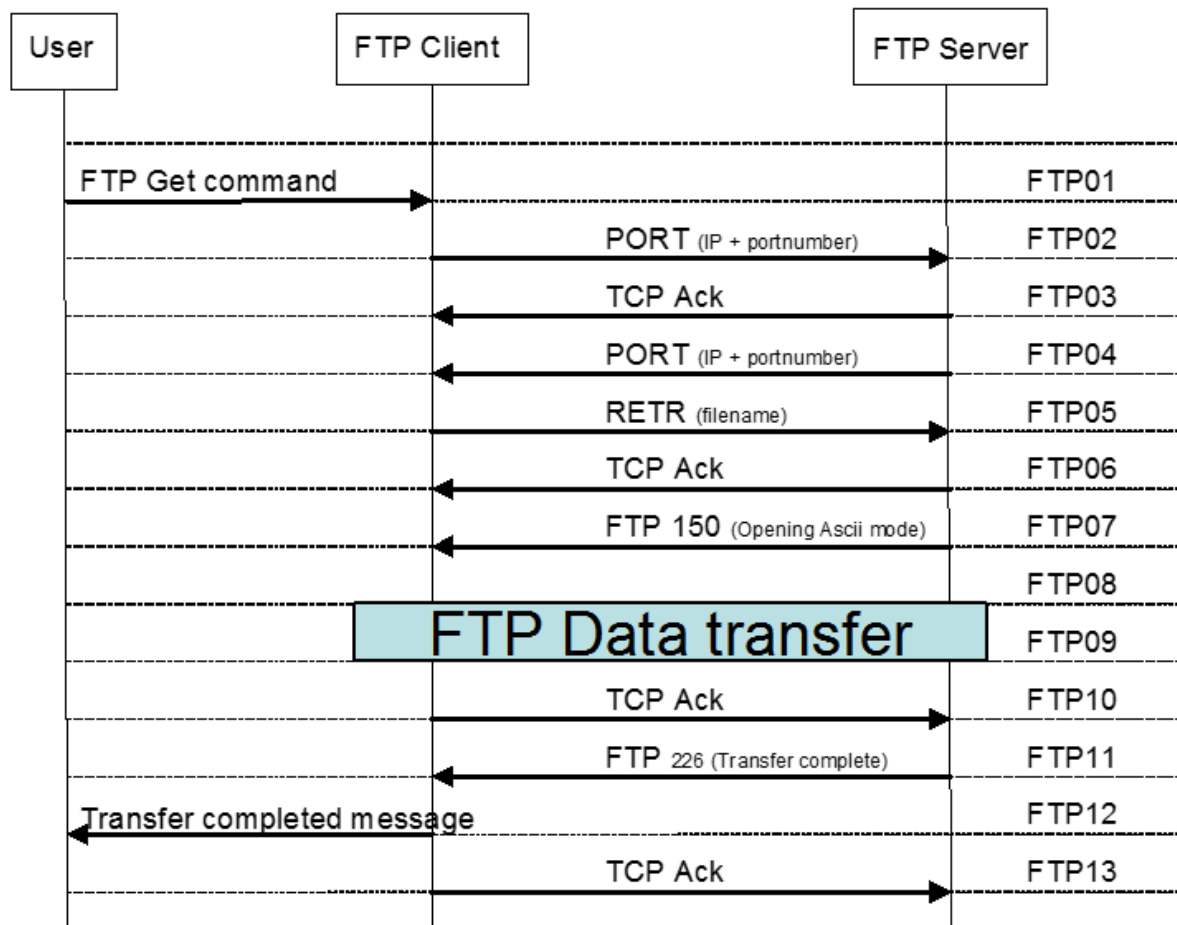 User FTP Client FTP Server
FTP Get command FTP01
PORT (IP + portnumber) FTP02
TCP Ack FTP03
PORT (IP + portnumber) FTP04
RETR (filename) FTP05
TCP Ack FTP06
FTP 150 (Opening Ascii mode) FTP07
FTP08
FTP Data transfer FTP09
TCP Ack FTP10
FTP 226 (Transfer complete) FTP11
Transfer completed message FTP12
TCP Ack FTP13